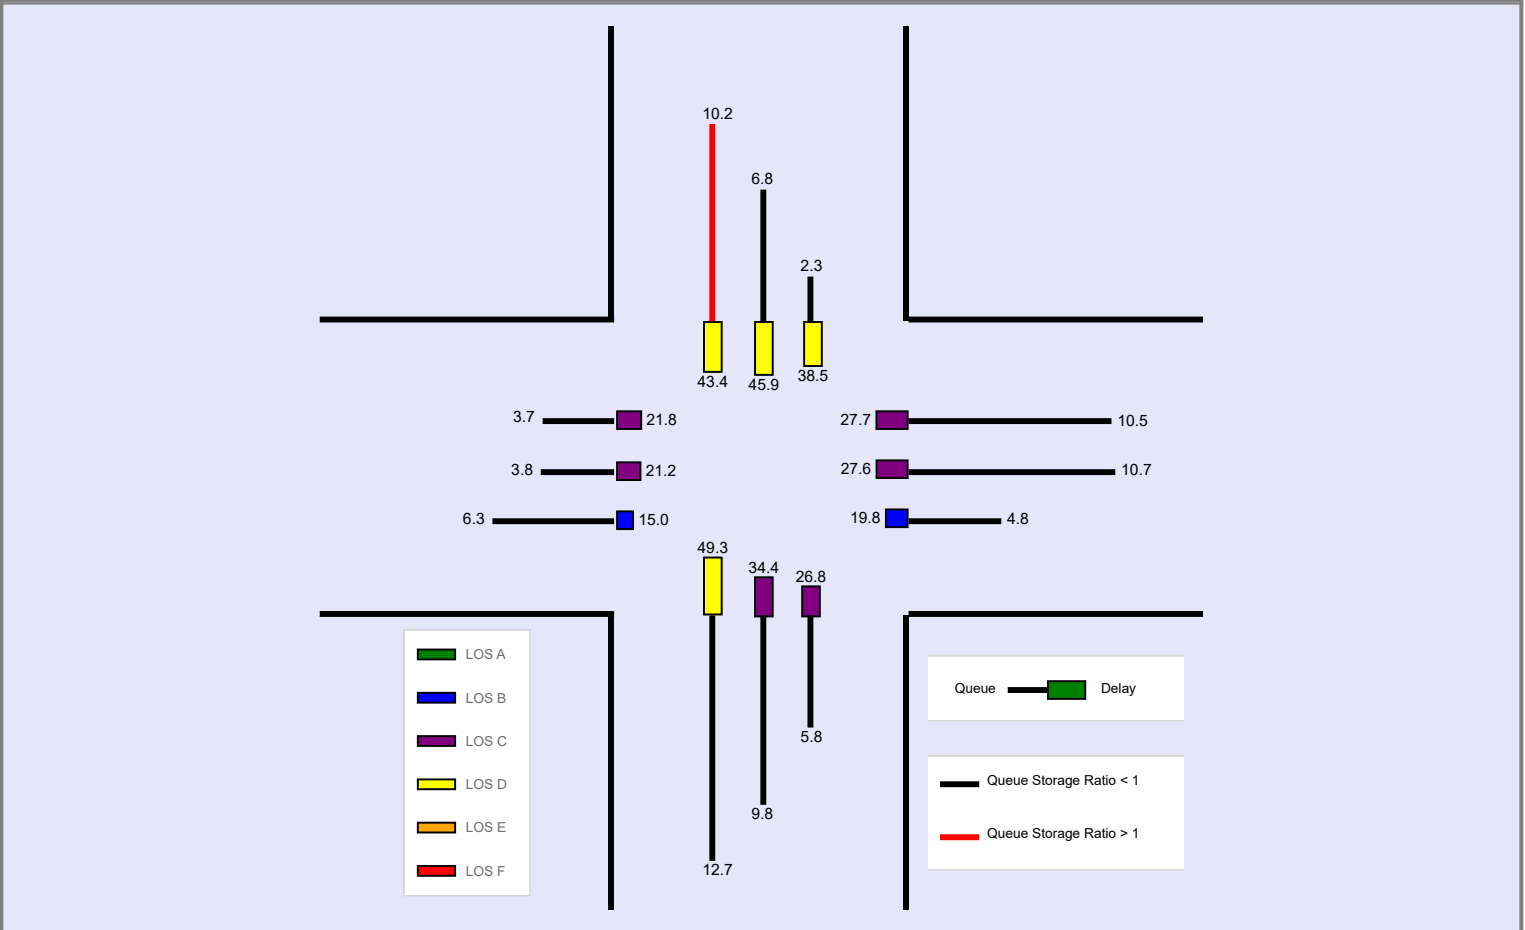 10.2
6.8
2.3
43.4
45.9
38.5
3.7
21.8
27.7
10.5
3.8
21.2
27.6
10.7
6.3
15.0
19.8
4.8
49.3
34.4
26.8
5.8
9.8
12.7
LOS A
LOS B
LOS C
LOS D
LOS E
LOS F
Queue
Delay
Queue Storage Ratio < 1
Queue Storage Ratio > 1